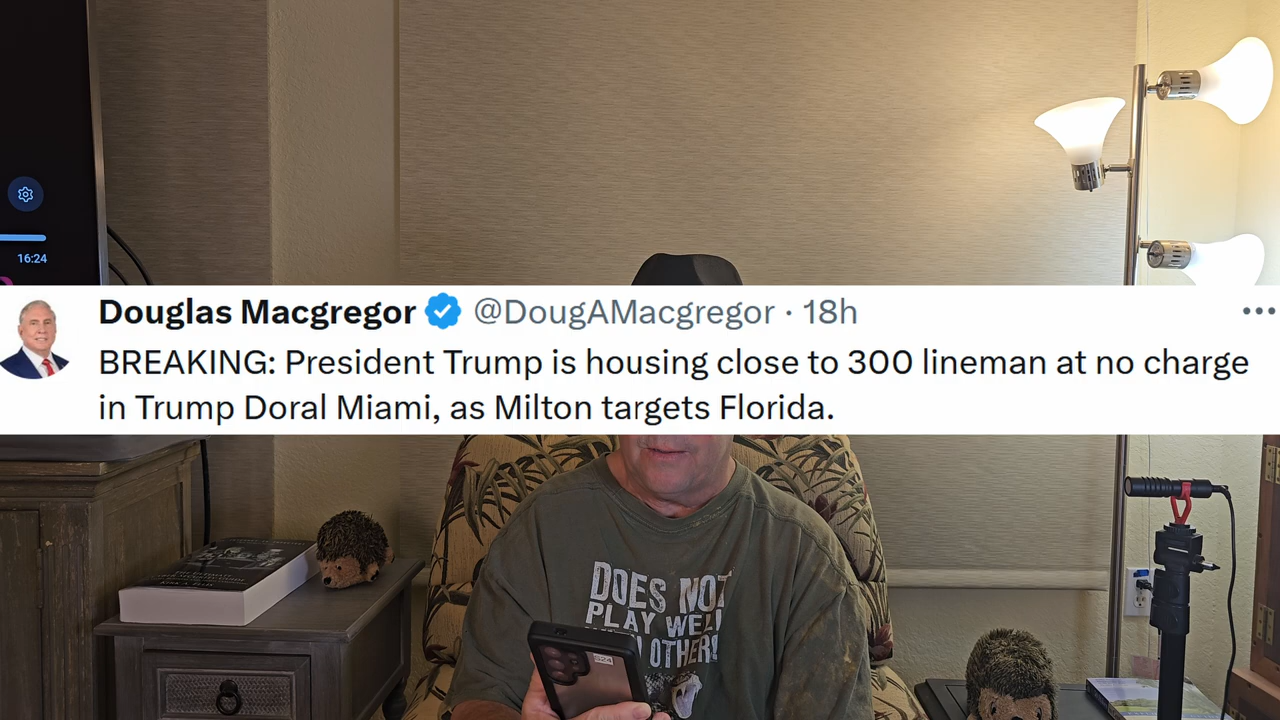 16:24
Douglas Macgregor @DougAMacgregor · 18h
BREAKING: President Trump is housing close to 300 lineman at no charge
in Trump Doral Miami, as Milton targets Florida.
DOES NOT
PLAY WELL
OTHERS!
S24